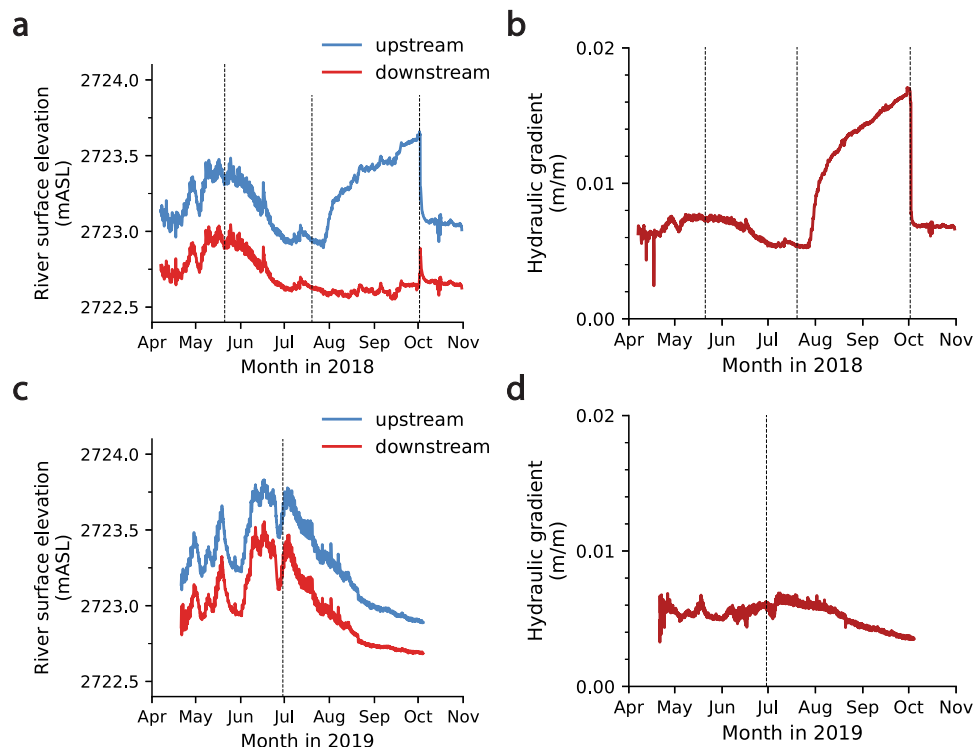 a
upstream
downstream
River surface elevation
(mASL)
2724.0
2723.5
2723.0
2722.5
Apr May Jun Jul Aug Sep Oct Nov
Month in 2018
b
Hydraulic gradient
(m/m)
0.02
0.01
0.00
Apr May Jun Jul Aug Sep Oct Nov
Month in 2018
c
upstream
downstream
River surface elevation
(mASL)
2724.0
2723.5
2723.0
2722.5
Apr May Jun Jul Aug Sep Oct Nov
Month in 2019
d
Hydraulic gradient
(m/m)
0.02
0.01
0.00
Apr May Jun Jul Aug Sep Oct Nov
Month in 2019